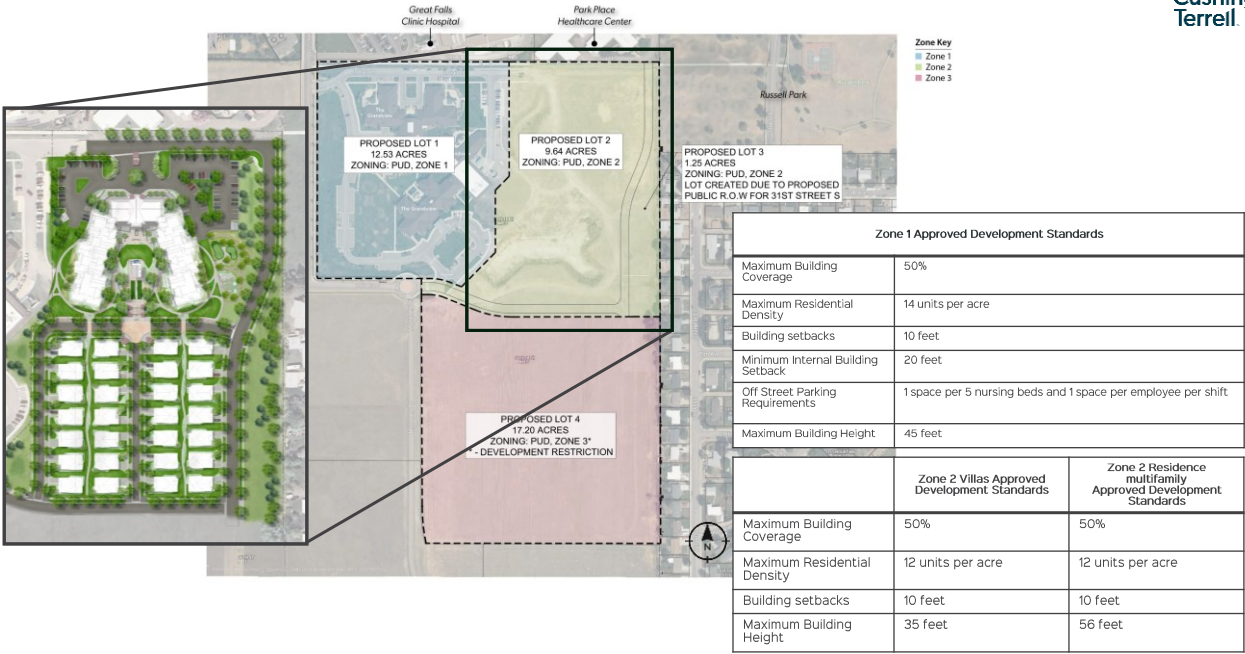 Great Falls
Clinic Hospital
Park Place
Healthcare Center
Cushing
Terrell
Zone Key
Zone 1
Zone 2
Zone 3
Russell Park
The
Grandview
The Grandview
PROPOSED LOT 1
12.53 ACRES
ZONING: PUD, ZONE 1
PROPOSED LOT 2
9.64 ACRES
ZONING: PUD, ZONE 2
PROPOSED LOT 3
1.25 ACRES
ZONING: PUD, ZONE 2
LOT CREATED DUE TO PROPOSED
PUBLIC R.O.W FOR 31ST STREET S
PROPOSED LOT 4
17.20 ACRES
ZONING: PUD, ZONE 3*
* - DEVELOPMENT RESTRICTION
N
Zone 1 Approved Development Standards
Maximum Building
Coverage
50%
Maximum Residential
Density
14 units per acre
Building setbacks
10 feet
Minimum Internal Building
Setback
20 feet
Off Street Parking
Requirements
1 space per 5 nursing beds and 1 space per employee per shift
Maximum Building Height
45 feet
Zone 2 Villas Approved
Development Standards
Zone 2 Residence
multifamily
Approved Development
Standards
Maximum Building
Coverage
50%
50%
Maximum Residential
Density
12 units per acre
12 units per acre
Building setbacks
10 feet
10 feet
Maximum Building
Height
35 feet
56 feet